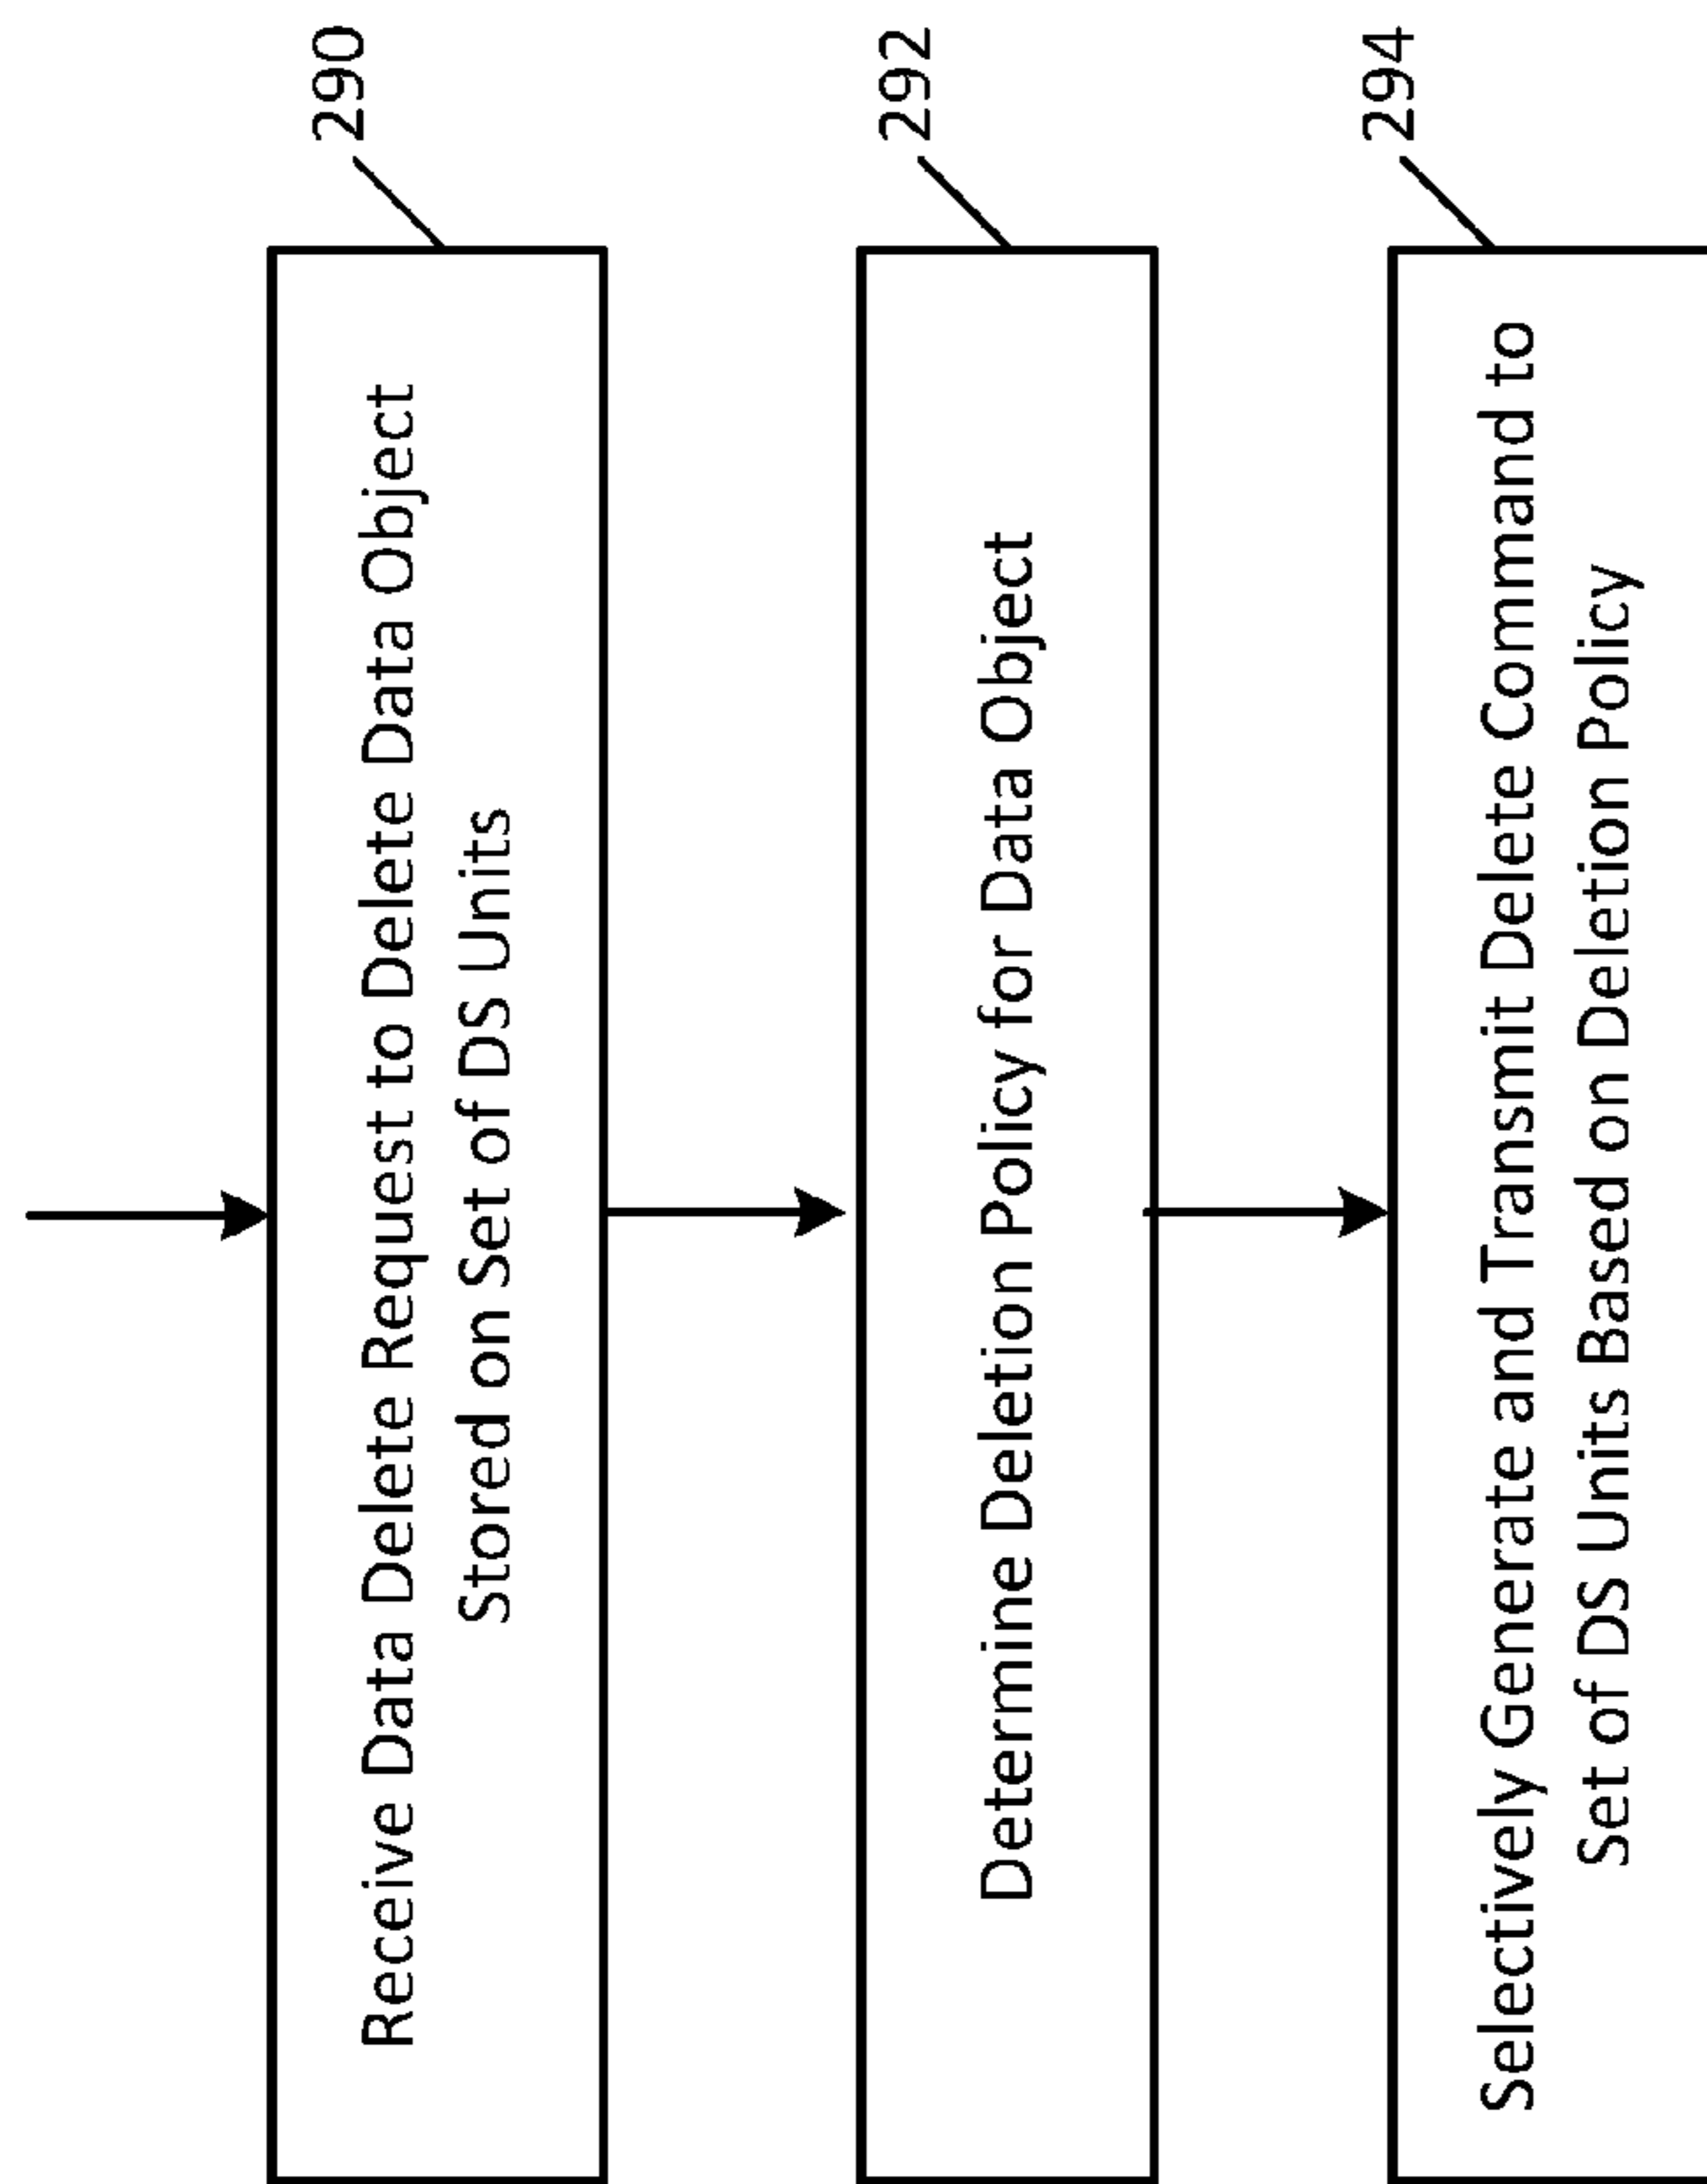 290
Receive Data Delete Request to Delete Data Object
Stored on Set of DS Units
292
Determine Deletion Policy for Data Object
294
Selectively Generate and Transmit Delete Command to
Set of DS Units Based on Deletion Policy